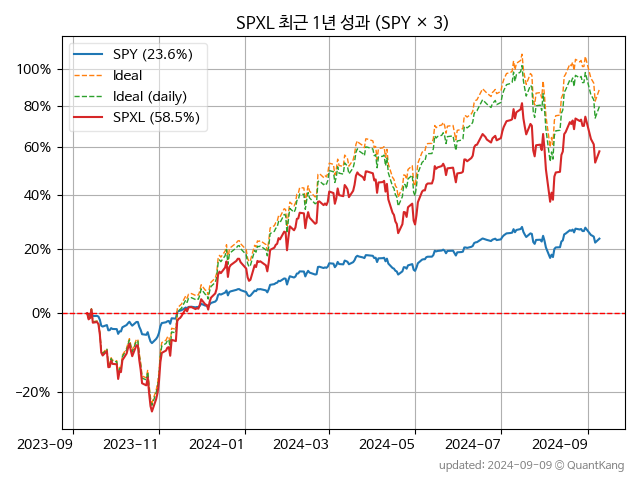 SPXL 최근 1년 성과 (SPY × 3)
SPY (23.6%)
Ideal
Ideal (daily)
SPXL (58.5%)
100%
80%
60%
40%
20%
0%
−20%
2023-09
2023-11
2024-01
2024-03
2024-05
2024-07
2024-09
updated: 2024-09-09 © QuantKang